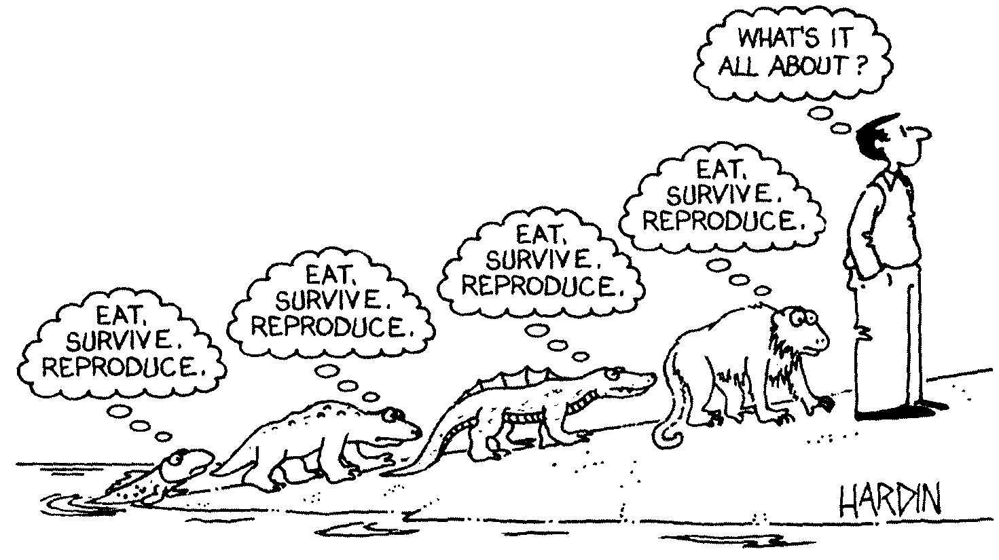 EAT.
SURVIVE.
REPRODUCE.
EAT.
SURVIVE.
REPRODUCE.
EAT.
SURVIVE.
REPRODUCE.
EAT.
SURVIVE.
REPRODUCE.
WHAT'S IT
ALL ABOUT?
HARDIN